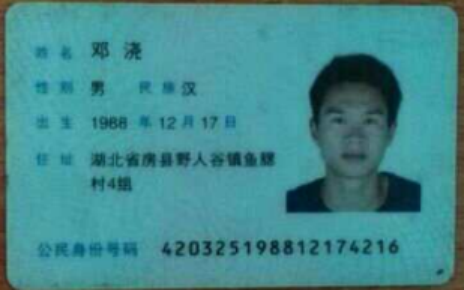 姓名 邓浇
性别 男 民族 汉
出生 1988 年 12 月 17 日
住址 湖北省房县野人谷镇鱼
村4组
公民身份号码 420325198812174216